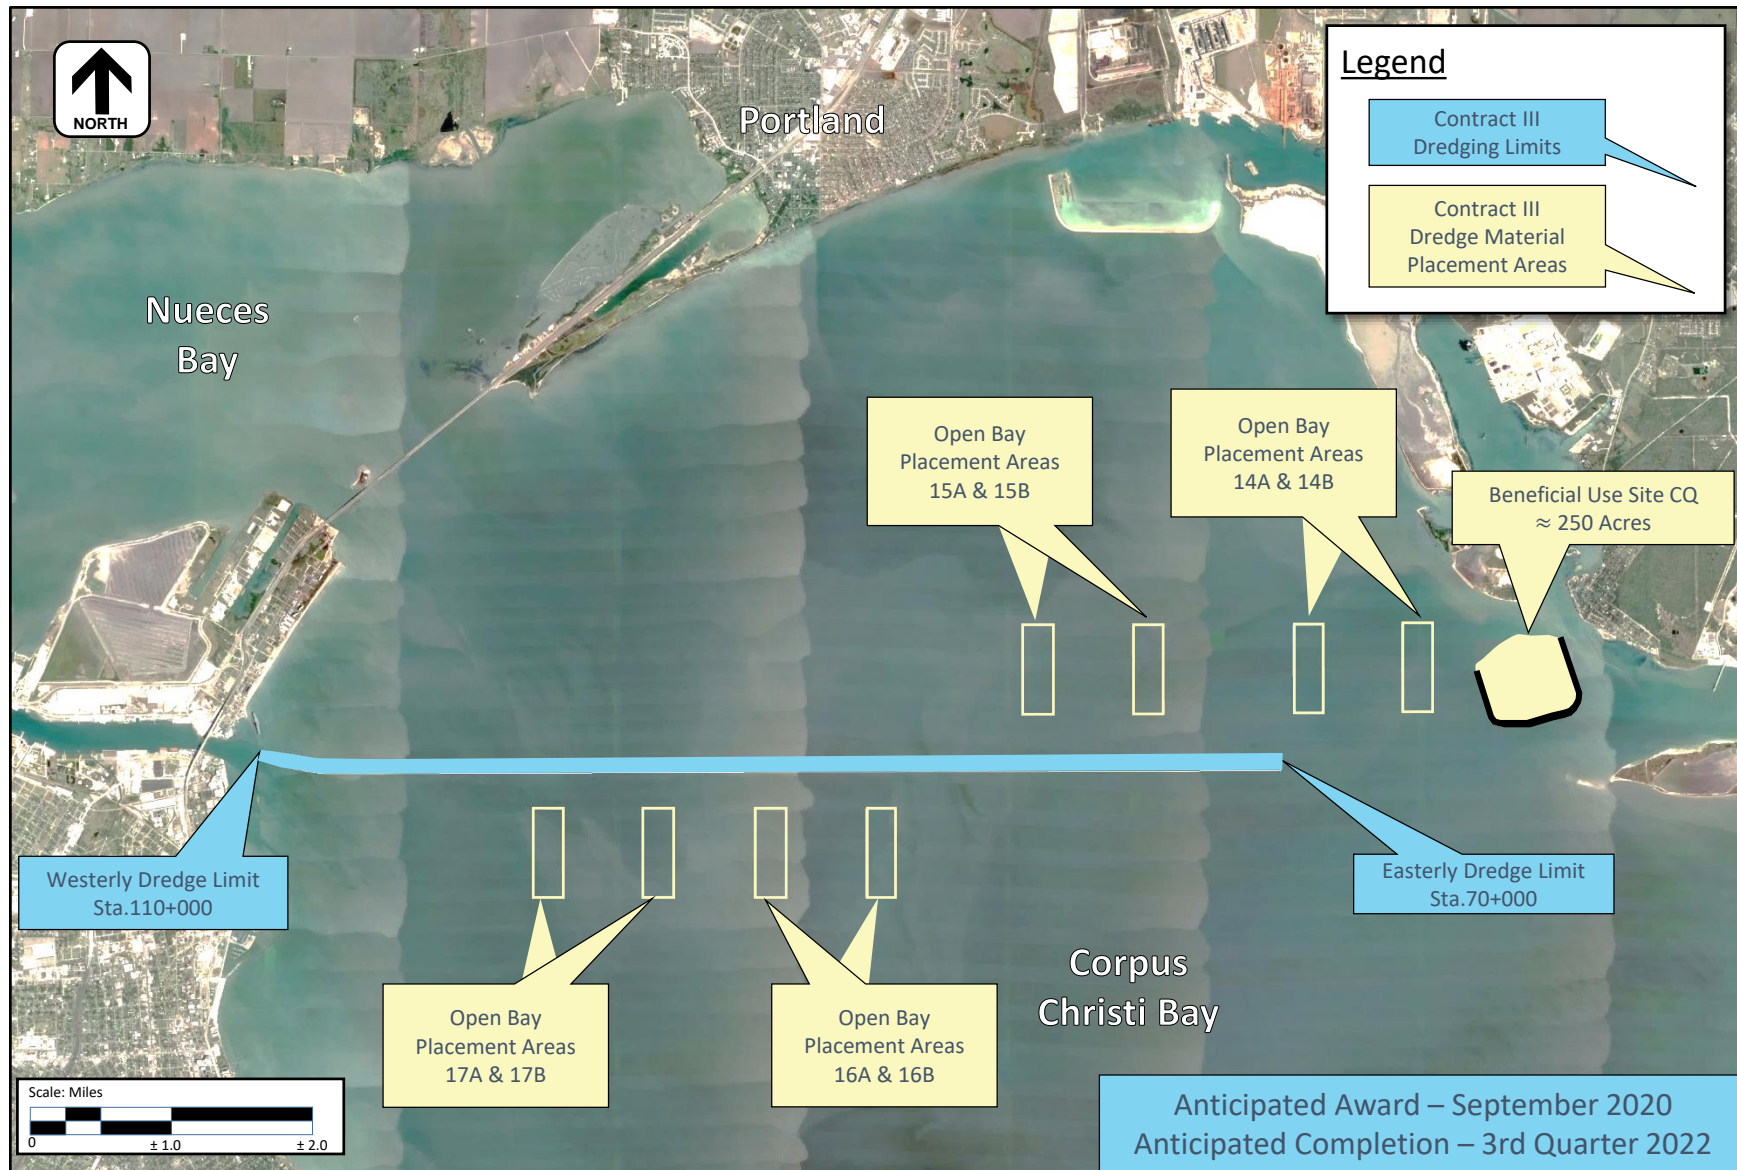 NORTH
Portland
Legend
Contract III
Dredging Limits
Contract III
Dredge Material
Placement Areas
Nueces
Bay
Open Bay
Placement Areas
15A & 15B
Open Bay
Placement Areas
14A & 14B
Beneficial Use Site CQ
≈ 250 Acres
Westerly Dredge Limit
Sta.110+000
Easterly Dredge Limit
Sta.70+000
Open Bay
Placement Areas
17A & 17B
Open Bay
Placement Areas
16A & 16B
Corpus
Christi Bay
Scale: Miles
0 ± 1.0 ± 2.0
Anticipated Award – September 2020
Anticipated Completion – 3rd Quarter 2022